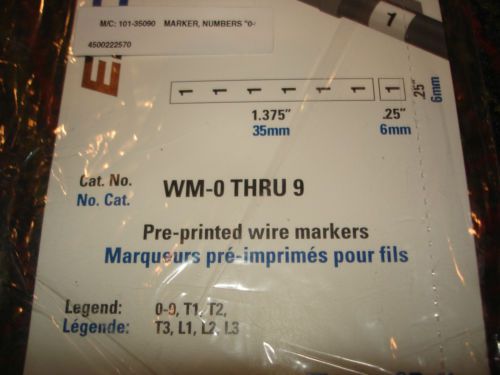 M/C: 101-35090 MARKER, NUMBERS "0-
4500222570
1
1 1 1 1 1 1 1
1.375" .25" .25"
35mm 6mm 6mm
Cat. No. WM-0 THRU 9
No. Cat.
Pre-printed wire markers
Marqueurs pré-imprimés pour fils
Legend: 0-9, T1, T2,
Légende: T3, L1, L2, L3